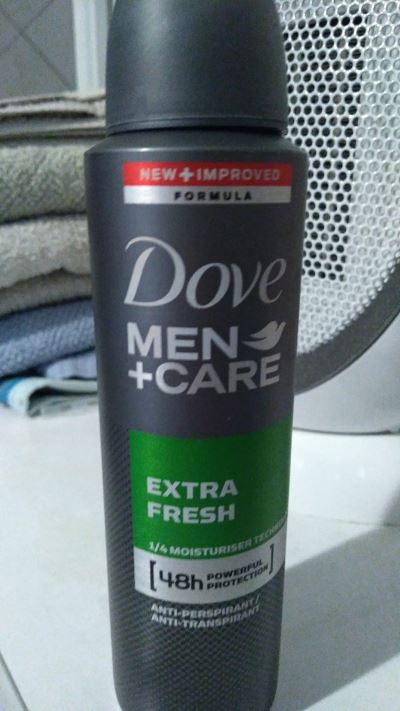 NEW+IMPROVED
FORMULA
Dove
MEN
+CARE
EXTRA
FRESH
1/4 MOISTURISER
[48h POWERFUL
PROTECTION]
ANTI-PERSPIRANT/
ANTI-TRANSPIRANT